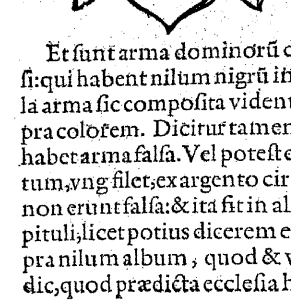 Et sunt arma dominorū c
si:qui habent nilum nigrū in
la arma sic composita vident
pra colorem. Dicitur tamen
habet arma falsa. Vel potest e
tum, vng filet; ex argento cir
non erunt falsa: & ita fit in al
pituli; licet potius dicerem e
pra nilum album, quod & v
dic, quod prædicta ecclesia h